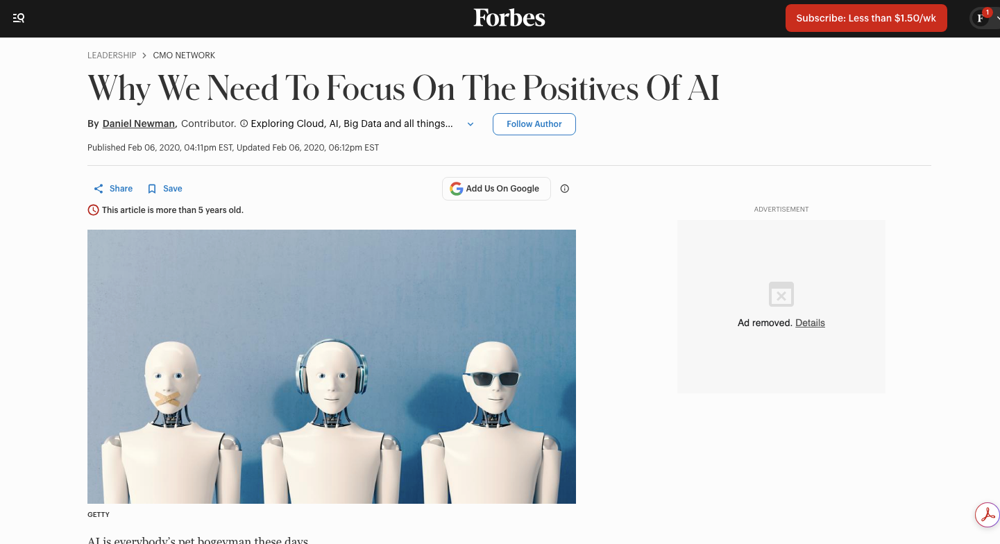 Forbes
Subscribe: Less than $1.50/wk
F
1
LEADERSHIP > CMO NETWORK
Why We Need To Focus On The Positives Of AI
By Daniel Newman, Contributor. Exploring Cloud, AI, Big Data and all things...
Follow Author
Published Feb 06, 2020, 04:11pm EST, Updated Feb 06, 2020, 06:12pm EST
Share
Save
Add Us On Google
This article is more than 5 years old.
ADVERTISEMENT
Ad removed. Details
GETTY
AI is everybody's pet bogeyman these days